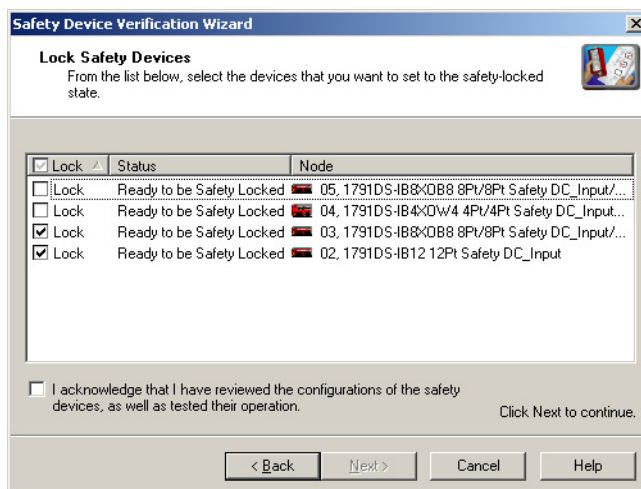 Safety Device Verification Wizard
Lock Safety Devices
From the list below, select the devices that you want to set to the safety-locked
state.
Lock Status Node
Lock Ready to be Safety Locked 05, 1791DS-IB8XOB8 8Pt/8Pt Safety DC_Input/...
Lock Ready to be Safety Locked 04, 1791DS-IB4XOW4 4Pt/4Pt Safety DC_Input...
Lock Ready to be Safety Locked 03, 1791DS-IB8XOB8 8Pt/8Pt Safety DC_Input/...
Lock Ready to be Safety Locked 02, 1791DS-IB12 12Pt Safety DC_Input
I acknowledge that I have reviewed the configurations of the safety
devices, as well as tested their operation.
Click Next to continue.
< Back Next > Cancel Help